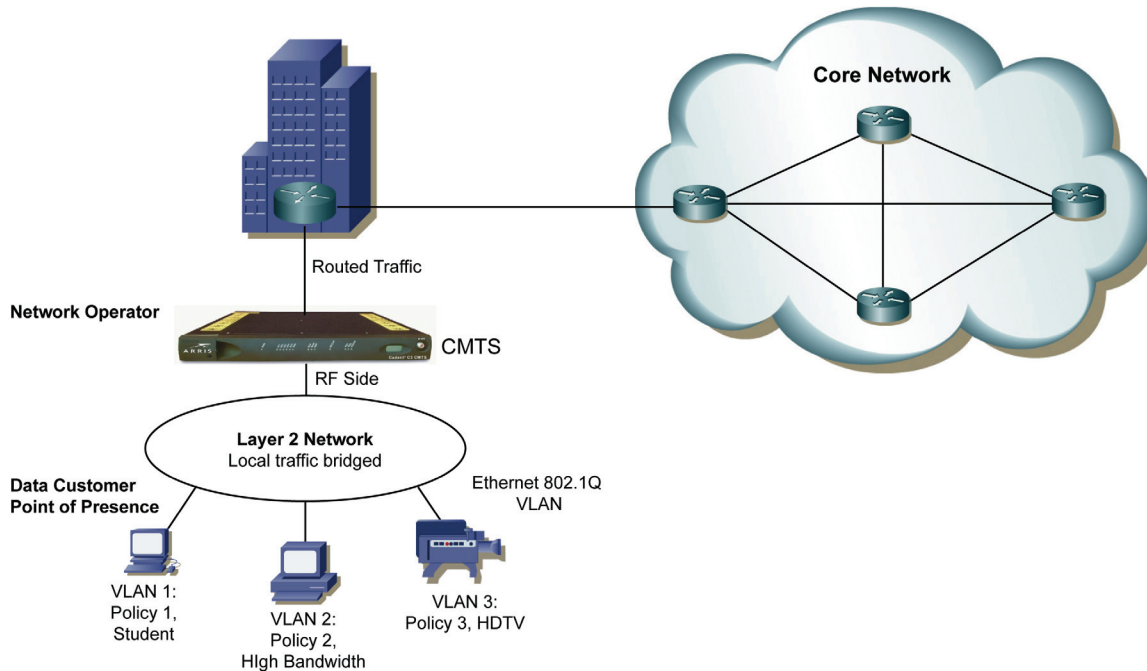 Core Network
Routed Traffic
Network Operator
ARRIS
CMTS
RF Side
Layer 2 Network
Local traffic bridged
Ethernet 802.1Q
VLAN
Data Customer
Point of Presence
VLAN 1:
Policy 1,
Student
VLAN 2:
Policy 2,
HIgh Bandwidth
VLAN 3:
Policy 3, HDTV